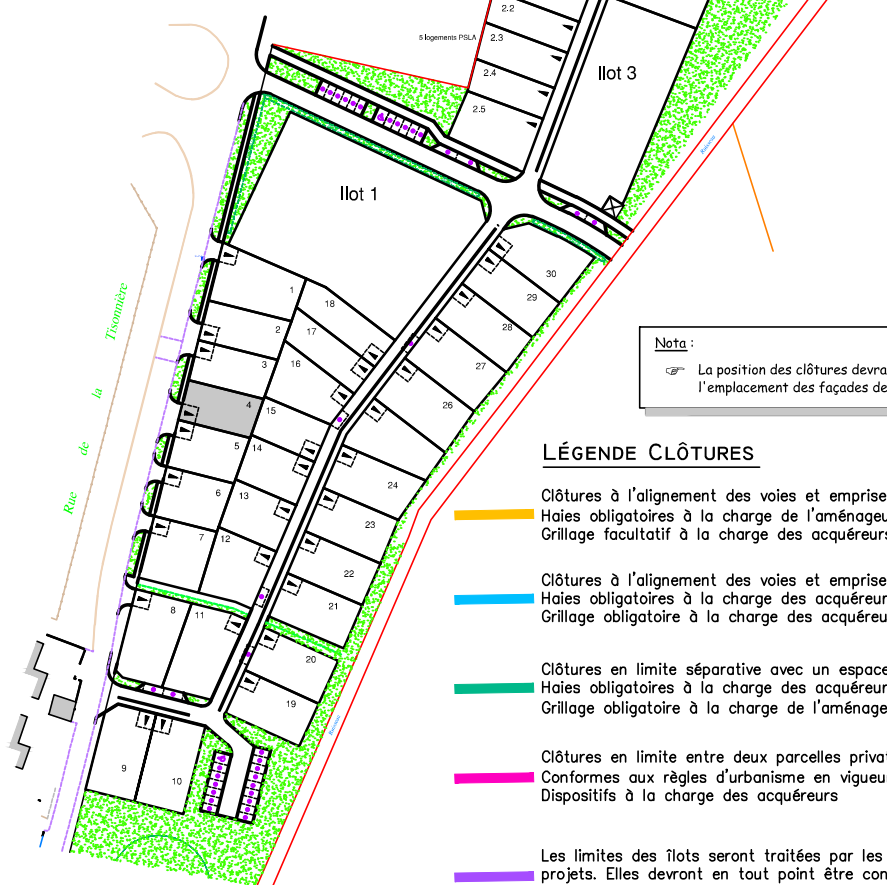 2.2
5 logements PSLA
2.3
2.4
2.5
Ilot 3
Ruisseau
Ilot 1
Rue de la Tisonnière
1
2
3
4
5
6
7
8
9
10
11
12
13
14
15
16
17
18
19
20
21
22
23
24
26
27
28
29
30
Ruisseau
Nota :
☞ La position des clôtures devra
l'emplacement des façades de
LÉGENDE CLÔTURES
Clôtures à l'alignement des voies et emprise
Haies obligatoires à la charge de l'aménageu
Grillage facultatif à la charge des acquéreurs
Clôtures à l'alignement des voies et emprise
Haies obligatoires à la charge des acquéreur
Grillage obligatoire à la charge des acquéreu
Clôtures en limite séparative avec un espace
Haies obligatoires à la charge des acquéreur
Grillage obligatoire à la charge de l'aménage
Clôtures en limite entre deux parcelles privat
Conformes aux règles d'urbanisme en vigueu
Dispositifs à la charge des acquéreurs
Les limites des îlots seront traitées par les
projets. Elles devront en tout point être con